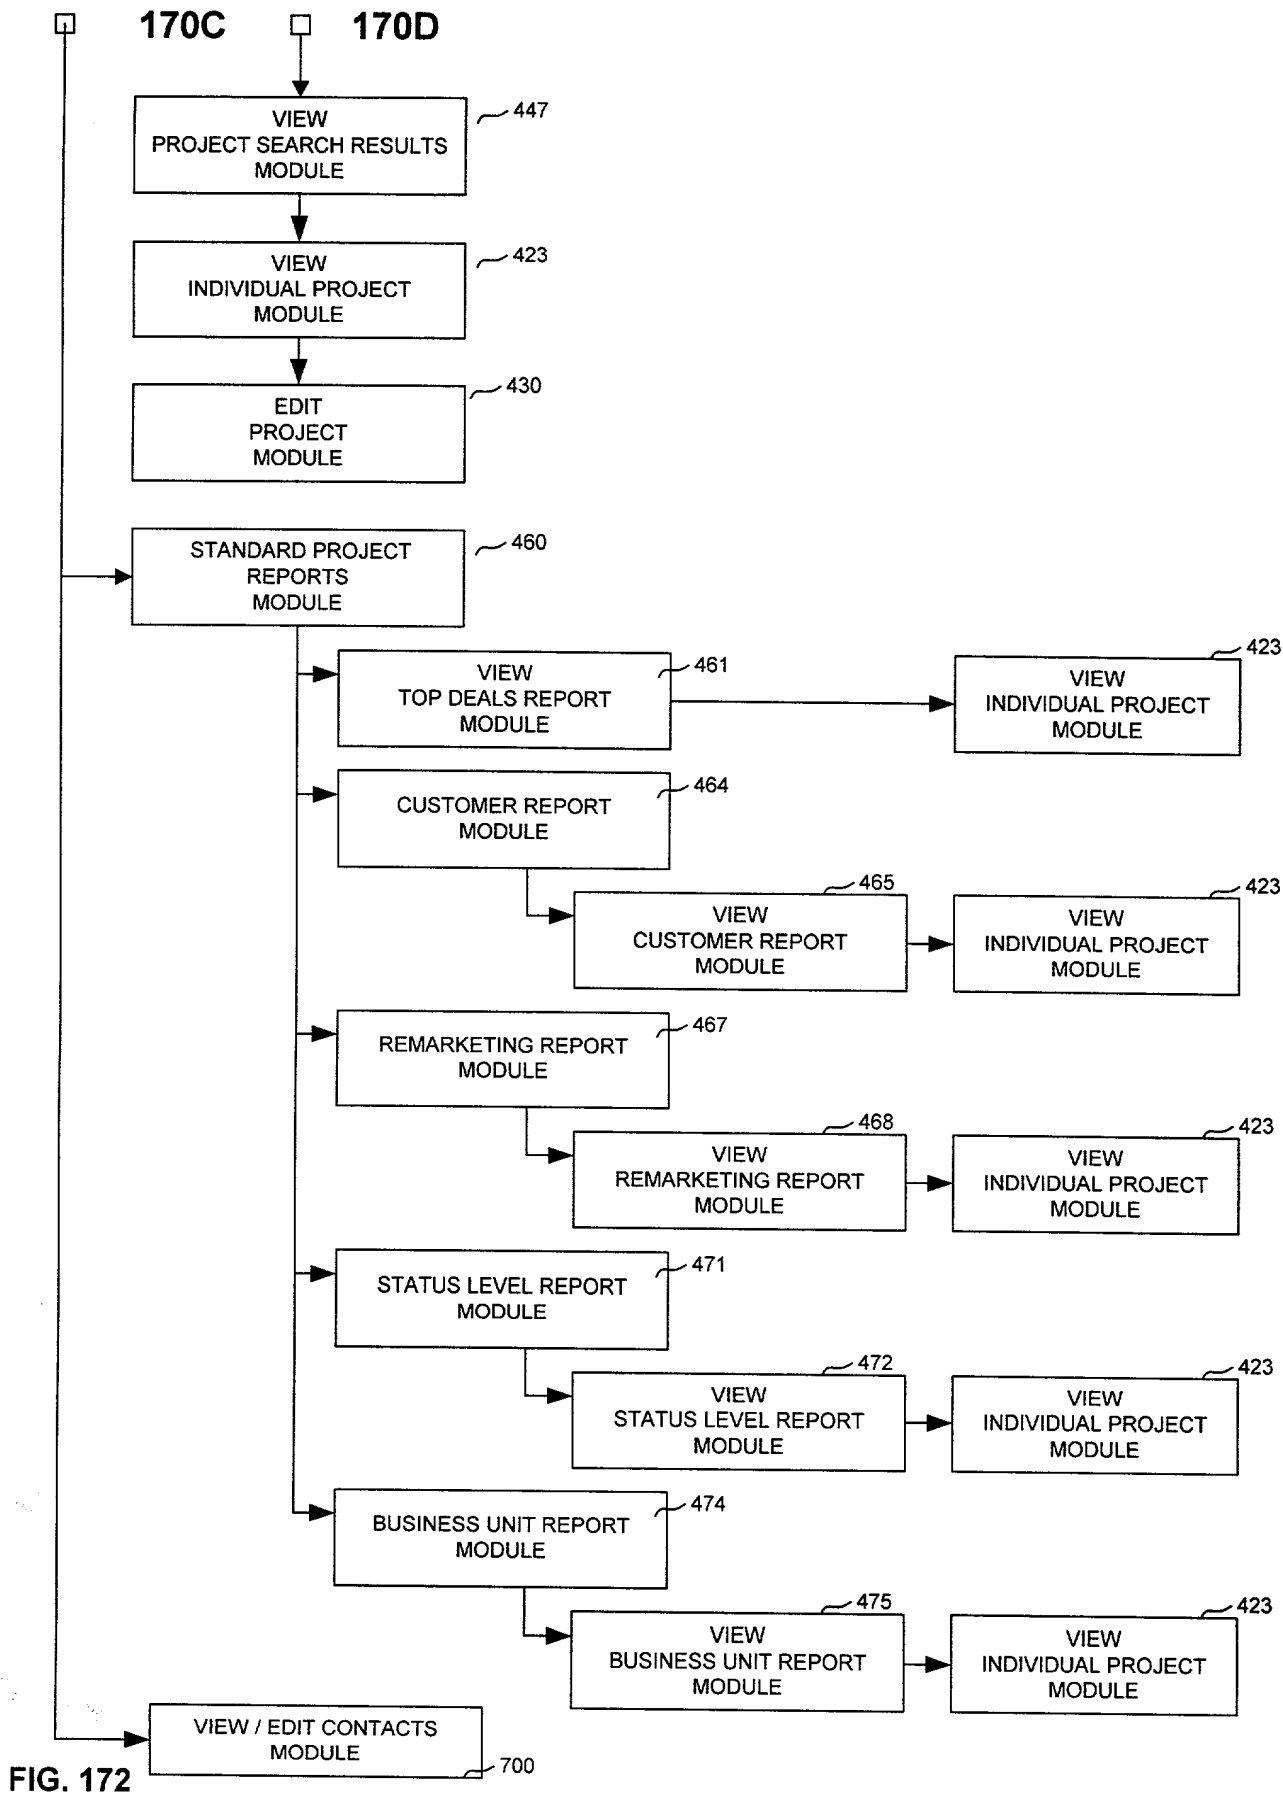 170C 170D
VIEW
PROJECT SEARCH RESULTS
MODULE
447
VIEW
INDIVIDUAL PROJECT
MODULE
423
EDIT
PROJECT
MODULE
430
STANDARD PROJECT
REPORTS
MODULE
460
VIEW
TOP DEALS REPORT
MODULE
461
VIEW
INDIVIDUAL PROJECT
MODULE
423
CUSTOMER REPORT
MODULE
464
VIEW
CUSTOMER REPORT
MODULE
465
VIEW
INDIVIDUAL PROJECT
MODULE
423
REMARKETING REPORT
MODULE
467
VIEW
REMARKETING REPORT
MODULE
468
VIEW
INDIVIDUAL PROJECT
MODULE
423
STATUS LEVEL REPORT
MODULE
471
VIEW
STATUS LEVEL REPORT
MODULE
472
VIEW
INDIVIDUAL PROJECT
MODULE
423
BUSINESS UNIT REPORT
MODULE
474
VIEW
BUSINESS UNIT REPORT
MODULE
475
VIEW
INDIVIDUAL PROJECT
MODULE
423
VIEW / EDIT CONTACTS
MODULE
700
FIG. 172